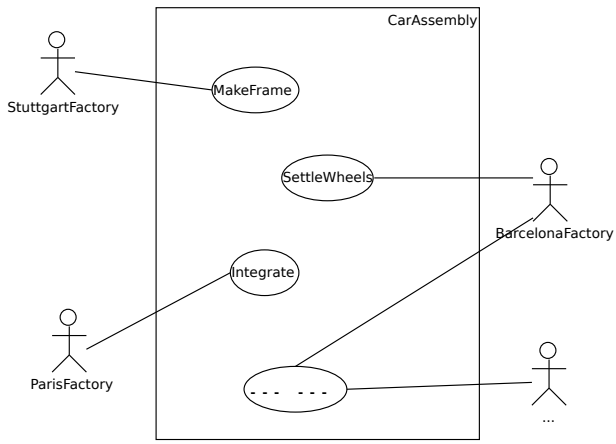 CarAssembly
MakeFrame
StuttgartFactory
SettleWheels
BarcelonaFactory
Integrate
ParisFactory
--- ---
...